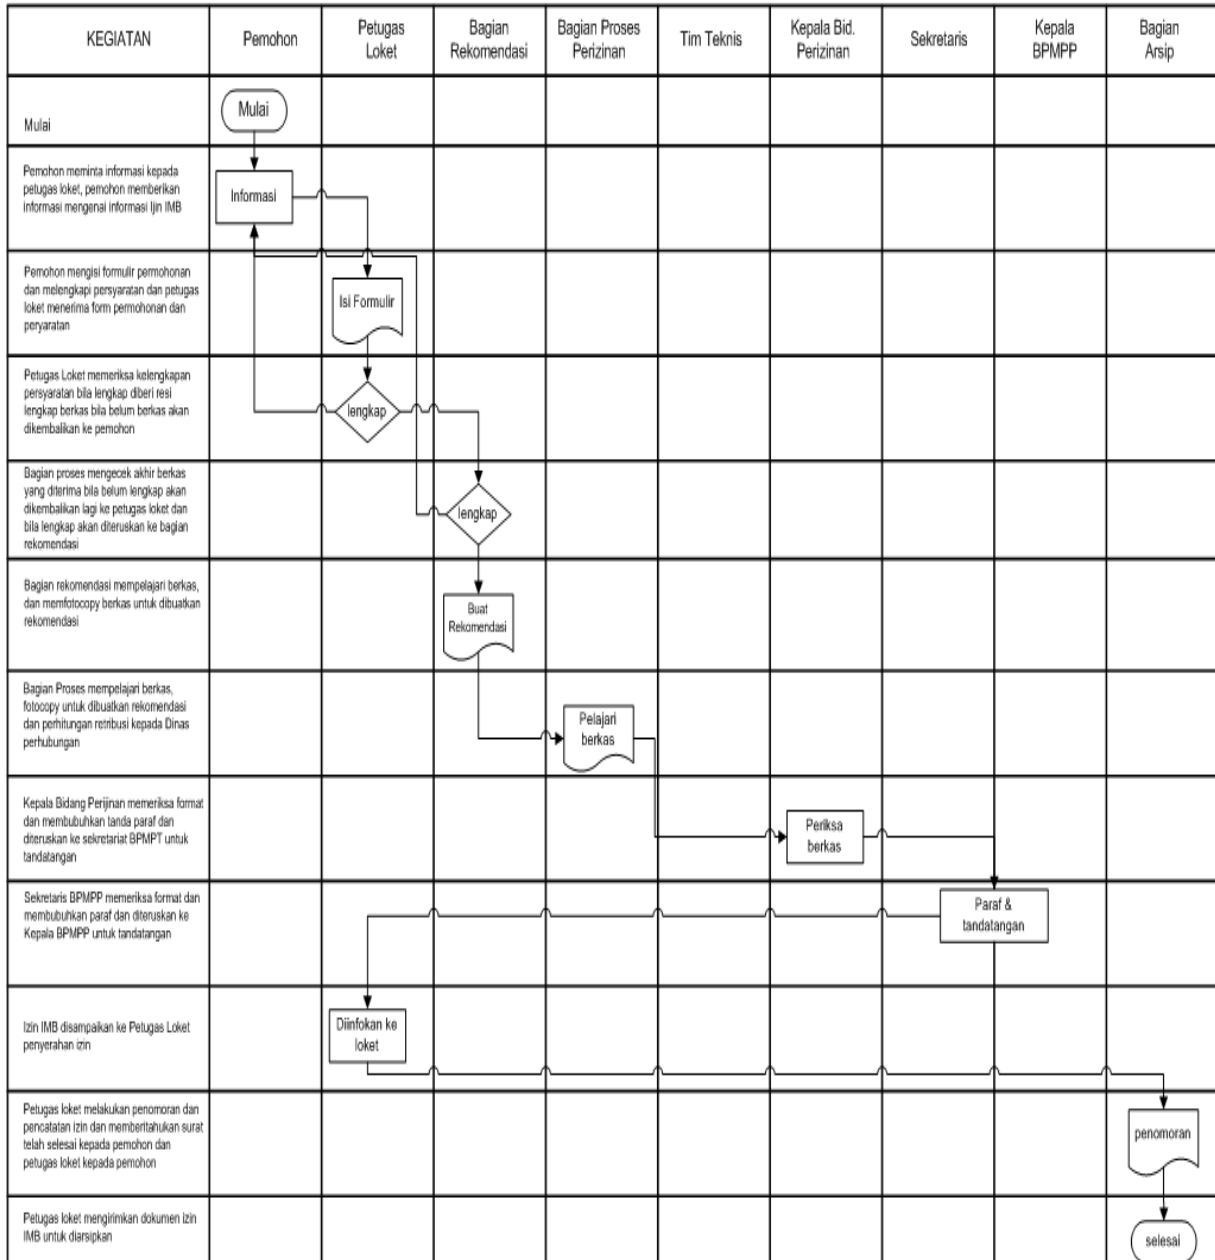 KEGIATAN
Pemohon
Petugas
Loket
Bagian
Rekomendasi
Bagian Proses
Perizinan
Tim Teknis
Kepala Bid.
Perizinan
Sekretaris
Kepala
BPMPP
Bagian
Arsip
Mulai
Mulai
Pemohon meminta informasi kepada
petugas loket, pemohon memberikan
informasi mengenai informasi Ijin IMB
Informasi
Pemohon mengisi formulir permohonan
dan melengkapi persyaratan dan petugas
loket menerima form permohonan dan
peryaratan
Isi Formulir
Petugas Loket memeriksa kelengkapan
persyaratan bila lengkap diberi resi
lengkap berkas bila belum berkas akan
dikembalikan ke pemohon
lengkap
Bagian proses mengecek akhir berkas
yang diterima bila belum lengkap akan
dikembalikan lagi ke petugas loket dan
bila lengkap akan diteruskan ke bagian
rekomendasi
lengkap
Bagian rekomendasi mempelajari berkas,
dan memfotocopy berkas untuk dibuatkan
rekomendasi
Buat
Rekomendasi
Bagian Proses mempelajari berkas,
fotocopy untuk dibuatkan rekomendasi
dan perhitungan retribusi kepada Dinas
perhubungan
Pelajari
berkas
Kepala Bidang Perijinan memeriksa format
dan membubuhkan tanda paraf dan
diteruskan ke sekretariat BPMPT untuk
tandatangan
Periksa
berkas
Sekretaris BPMPP memeriksa format dan
membubuhkan paraf dan diteruskan ke
Kepala BPMPP untuk tandatangan
Paraf &
tandatangan
Izin IMB disampaikan ke Petugas Loket
penyerahan izin
Diinfokan ke
loket
Petugas loket melakukan penomoran dan
pencatatan izin dan memberitahukan surat
telah selesai kepada pemohon dan
petugas loket kepada pemohon
penomoran
Petugas loket mengirimkan dokumen izin
IMB untuk diarsipkan
selesai